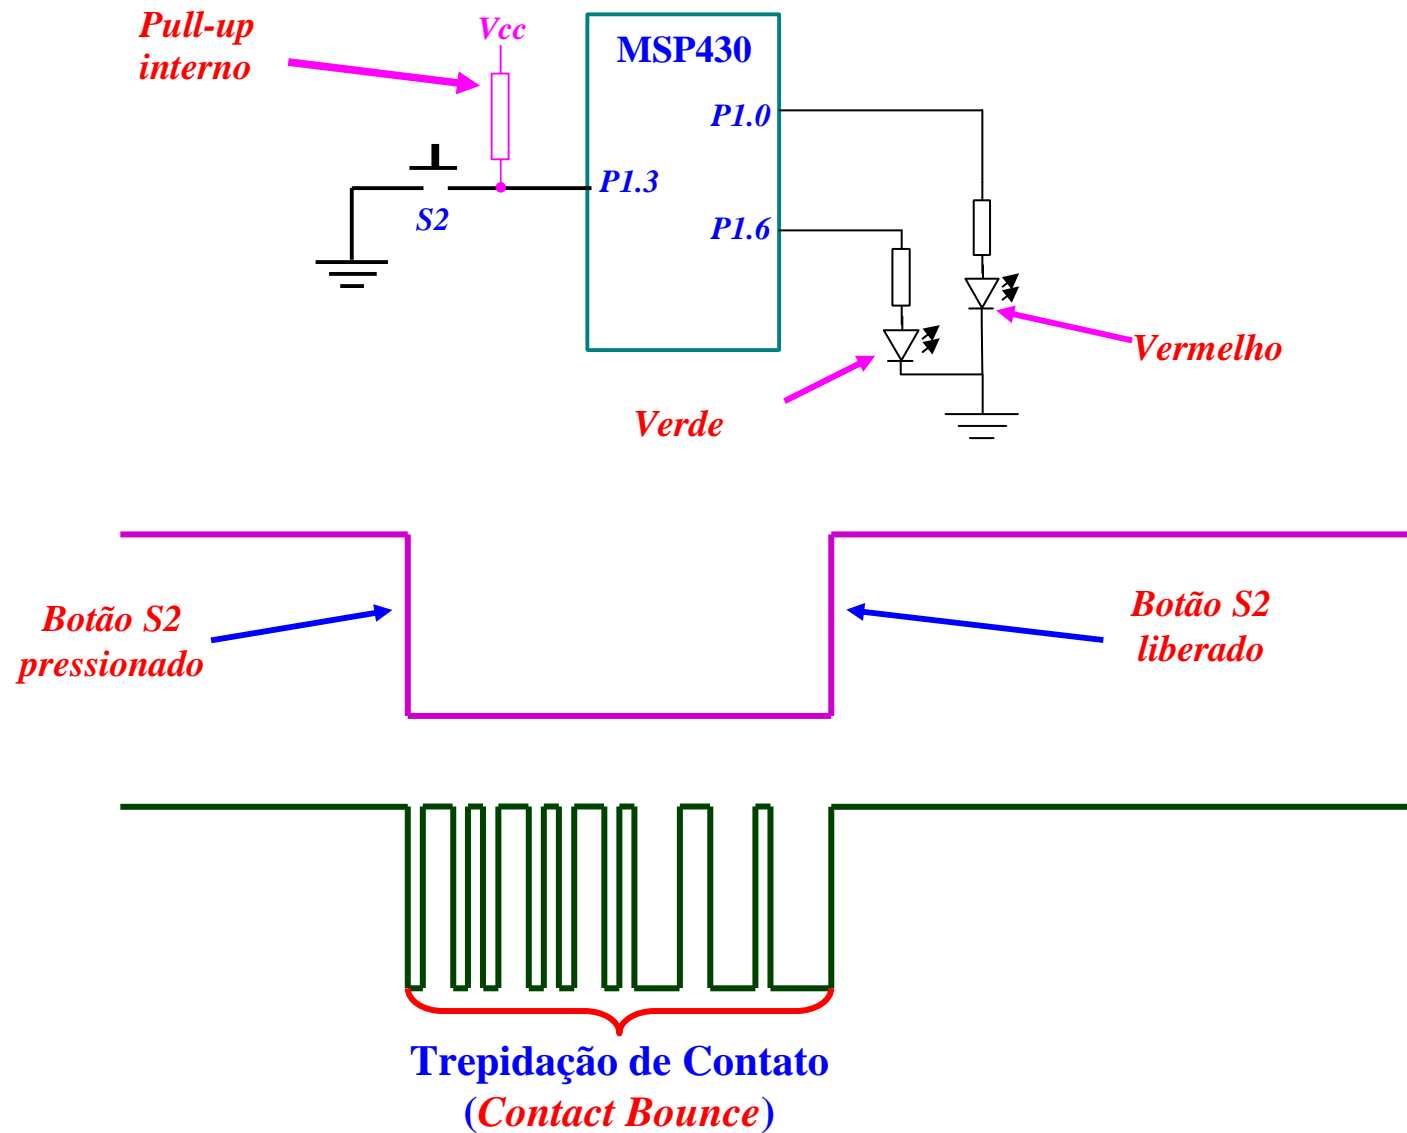 Pull-up
interno
Vcc
MSP430
P1.0
P1.3
S2
P1.6
Vermelho
Verde
Botão S2
pressionado
Botão S2
liberado
Trepidação de Contato
(Contact Bounce)